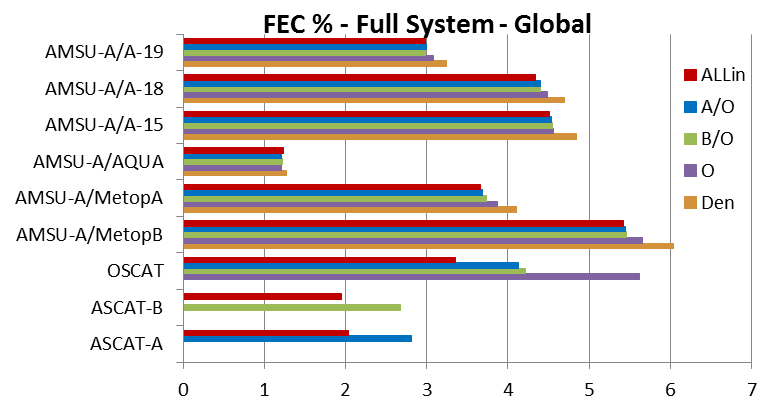 FEC % - Full System - Global
AMSU-A/A-19
AMSU-A/A-18
AMSU-A/A-15
AMSU-A/AQUA
AMSU-A/MetopA
AMSU-A/MetopB
OSCAT
ASCAT-B
ASCAT-A
ALLin
A/O
B/O
O
Den
0 1 2 3 4 5 6 7